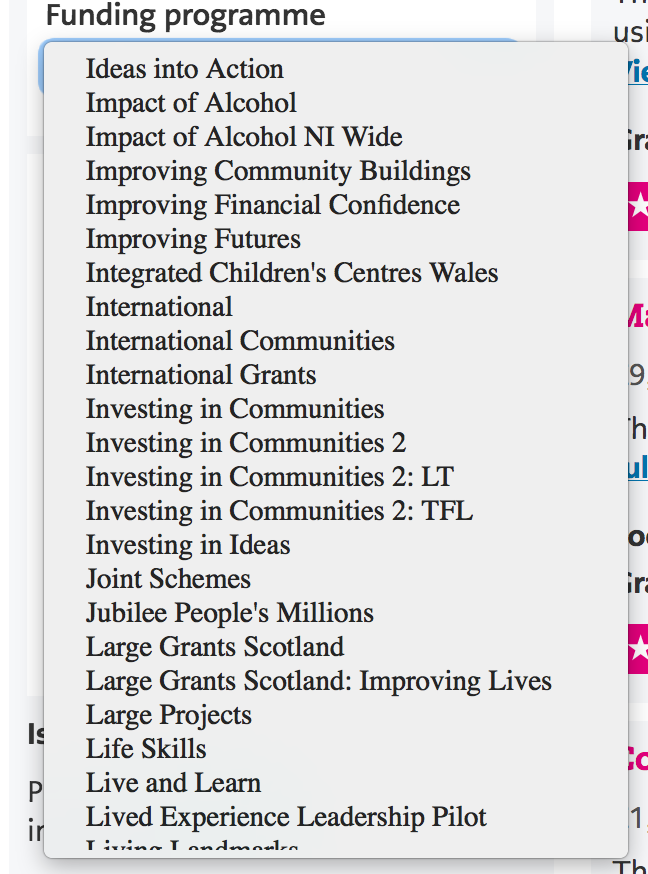 Funding programme
Ideas into Action
Impact of Alcohol
Impact of Alcohol NI Wide
Improving Community Buildings
Improving Financial Confidence
Improving Futures
Integrated Children's Centres Wales
International
International Communities
International Grants
Investing in Communities
Investing in Communities 2
Investing in Communities 2: LT
Investing in Communities 2: TFL
Investing in Ideas
Joint Schemes
Jubilee People's Millions
Large Grants Scotland
Large Grants Scotland: Improving Lives
Large Projects
Life Skills
Live and Learn
Lived Experience Leadership Pilot
Living Landmarks